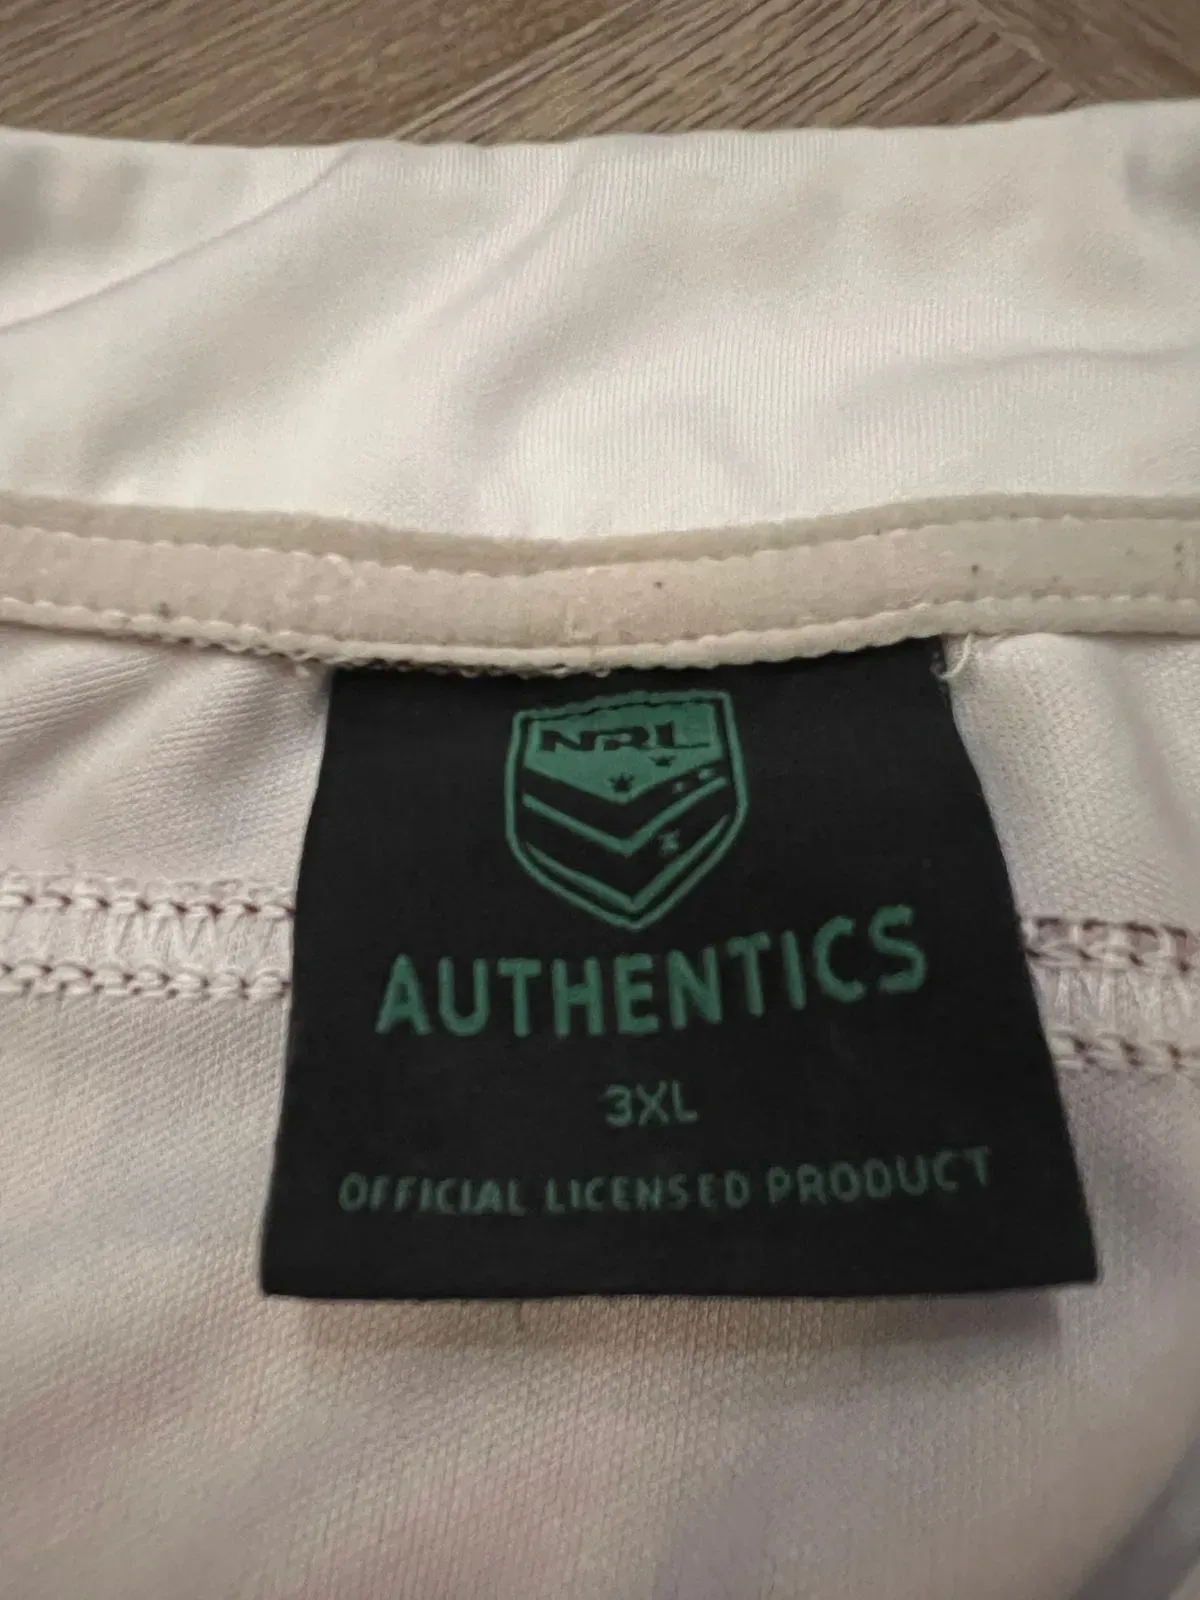 NRL
AUTHENTICS
3XL
OFFICIAL LICENSED PRODUCT